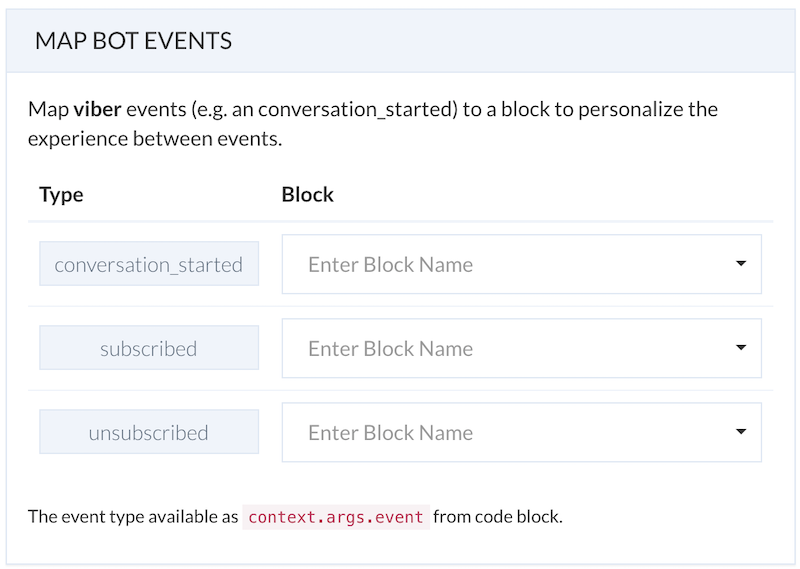 MAP BOT EVENTS
Map viber events (e.g. an conversation_started) to a block to personalize the
experience between events.
Type Block
conversation_started Enter Block Name
subscribed Enter Block Name
unsubscribed Enter Block Name
The event type available as context.args.event from code block.